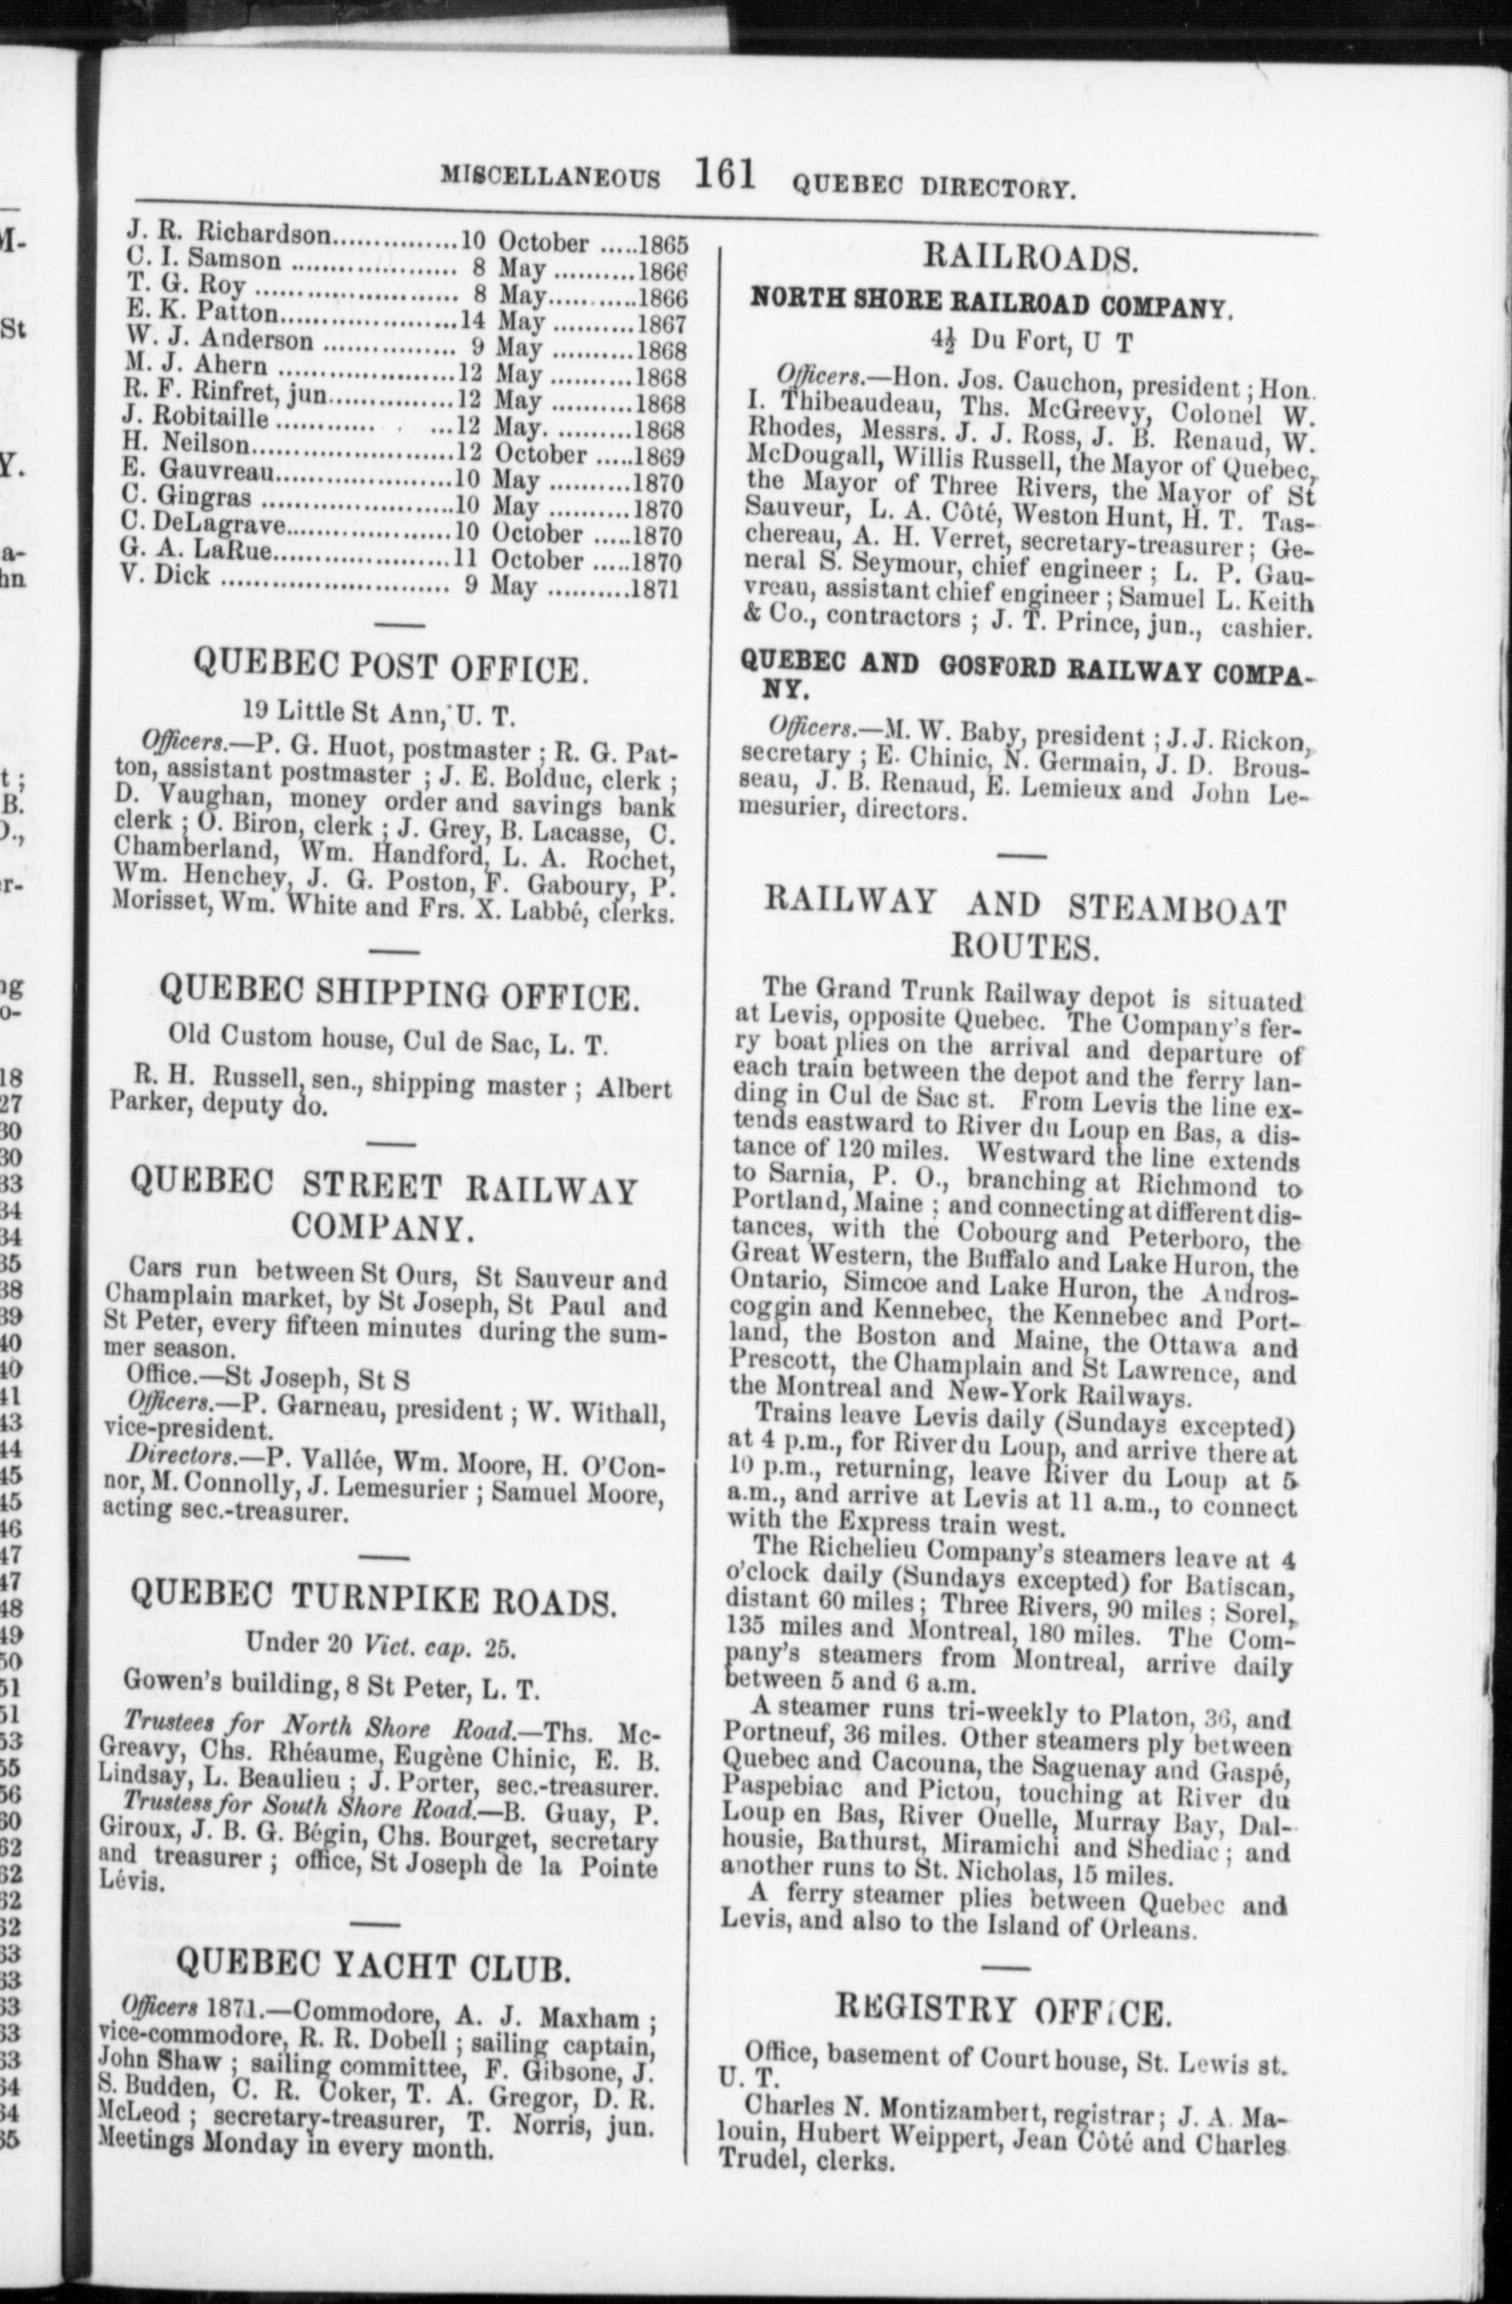 MISCELLANEOUS 161 QUEBEC DIRECTORY.
J. R. Richardson...............10 October .....1865
C. I. Samson .................... 8 May ..........1866
T. G. Roy ......................... 8 May...........1866
E. K. Patton......................14 May ..........1867
W. J. Anderson ................ 9 May ..........1868
M. J. Ahern ......................12 May ..........1868
R. F. Rinfret, jun...............12 May ..........1868
J. Robitaille ............ . ...12 May. .........1868
H. Neilson.........................12 October .....1869
E. Gauvreau......................10 May ..........1870
C. Gingras ........................10 May ..........1870
C. DeLagrave....................10 October .....1870
G. A. LaRue......................11 October .....1870
V. Dick ............................ 9 May ..........1871
QUEBEC POST OFFICE.
19 Little St Ann, U. T.
Officers.—P. G. Huot, postmaster ; R. G. Pat-
ton, assistant postmaster ; J. E. Bolduc, clerk ;
D. Vaughan, money order and savings bank
clerk ; O. Biron, clerk ; J. Grey, B. Lacasse, C.
Chamberland, Wm. Handford, L. A. Rochet,
Wm. Henchey, J. G. Poston, F. Gaboury, P.
Morisset, Wm. White and Frs. X. Labbé, clerks.
QUEBEC SHIPPING OFFICE.
Old Custom house, Cul de Sac, L. T.
R. H. Russell, sen., shipping master ; Albert
Parker, deputy do.
QUEBEC STREET RAILWAY
COMPANY.
Cars run between St Ours, St Sauveur and
Champlain market, by St Joseph, St Paul and
St Peter, every fifteen minutes during the sum-
mer season.
Office.—St Joseph, St S
Officers.—P. Garneau, president ; W. Withall,
vice-president.
Directors.—P. Vallée, Wm. Moore, H. O'Con-
nor, M. Connolly, J. Lemesurier ; Samuel Moore,
acting sec.-treasurer.
QUEBEC TURNPIKE ROADS.
Under 20 Vict. cap. 25.
Gowen's building, 8 St Peter, L. T.
Trustees for North Shore Road.—Ths. Mc-
Greavy, Chs. Rhéaume, Eugène Chinic, E. B.
Lindsay, L. Beaulieu ; J. Porter, sec.-treasurer.
Trustess for South Shore Road.—B. Guay, P.
Giroux, J. B. G. Bégin, Chs. Bourget, secretary
and treasurer ; office, St Joseph de la Pointe
Lévis.
QUEBEC YACHT CLUB.
Officers 1871.—Commodore, A. J. Maxham ;
vice-commodore, R. R. Dobell ; sailing captain,
John Shaw ; sailing committee, F. Gibsone, J.
S. Budden, C. R. Coker, T. A. Gregor, D. R.
McLeod ; secretary-treasurer, T. Norris, jun.
Meetings Monday in every month.
RAILROADS.
NORTH SHORE RAILROAD COMPANY.
4½ Du Fort, U T
Officers.—Hon. Jos. Cauchon, president ; Hon.
I. Thibeaudeau, Ths. McGreevy, Colonel W.
Rhodes, Messrs. J. J. Ross, J. B. Renaud, W.
McDougall, Willis Russell, the Mayor of Quebec,
the Mayor of Three Rivers, the Mayor of St
Sauveur, L. A. Côté, Weston Hunt, H. T. Tas-
chereau, A. H. Verret, secretary-treasurer ; Ge-
neral S. Seymour, chief engineer ; L. P. Gau-
vreau, assistant chief engineer ; Samuel L. Keith
& Co., contractors ; J. T. Prince, jun., cashier.
QUEBEC AND GOSFORD RAILWAY COMPA-
NY.
Officers.—M. W. Baby, president ; J. J. Rickon,
secretary ; E. Chinic, N. Germain, J. D. Brous-
seau, J. B. Renaud, E. Lemieux and John Le-
mesurier, directors.
RAILWAY AND STEAMBOAT
ROUTES.
The Grand Trunk Railway depot is situated
at Levis, opposite Quebec. The Company's fer-
ry boat plies on the arrival and departure of
each train between the depot and the ferry lan-
ding in Cul de Sac st. From Levis the line ex-
tends eastward to River du Loup en Bas, a dis-
tance of 120 miles. Westward the line extends
to Sarnia, P. O., branching at Richmond to
Portland, Maine ; and connecting at different dis-
tances, with the Cobourg and Peterboro, the
Great Western, the Buffalo and Lake Huron, the
Ontario, Simcoe and Lake Huron, the Andros-
coggin and Kennebec, the Kennebec and Port-
land, the Boston and Maine, the Ottawa and
Prescott, the Champlain and St Lawrence, and
the Montreal and New-York Railways.
Trains leave Levis daily (Sundays excepted)
at 4 p.m., for River du Loup, and arrive there at
10 p.m., returning, leave River du Loup at 5
a.m., and arrive at Levis at 11 a.m., to connect
with the Express train west.
The Richelieu Company's steamers leave at 4
o'clock daily (Sundays excepted) for Batiscan,
distant 60 miles ; Three Rivers, 90 miles ; Sorel,
135 miles and Montreal, 180 miles. The Com-
pany's steamers from Montreal, arrive daily
between 5 and 6 a.m.
A steamer runs tri-weekly to Platon, 36, and
Portneuf, 36 miles. Other steamers ply between
Quebec and Cacouna, the Saguenay and Gaspé,
Paspebiac and Pictou, touching at River du
Loup en Bas, River Ouelle, Murray Bay, Dal-
housie, Bathurst, Miramichi and Shediac ; and
another runs to St. Nicholas, 15 miles.
A ferry steamer plies between Quebec and
Levis, and also to the Island of Orleans.
REGISTRY OFFICE.
Office, basement of Court house, St. Lewis st.
U. T.
Charles N. Montizambert, registrar ; J. A. Ma-
louin, Hubert Weippert, Jean Côté and Charles
Trudel, clerks.